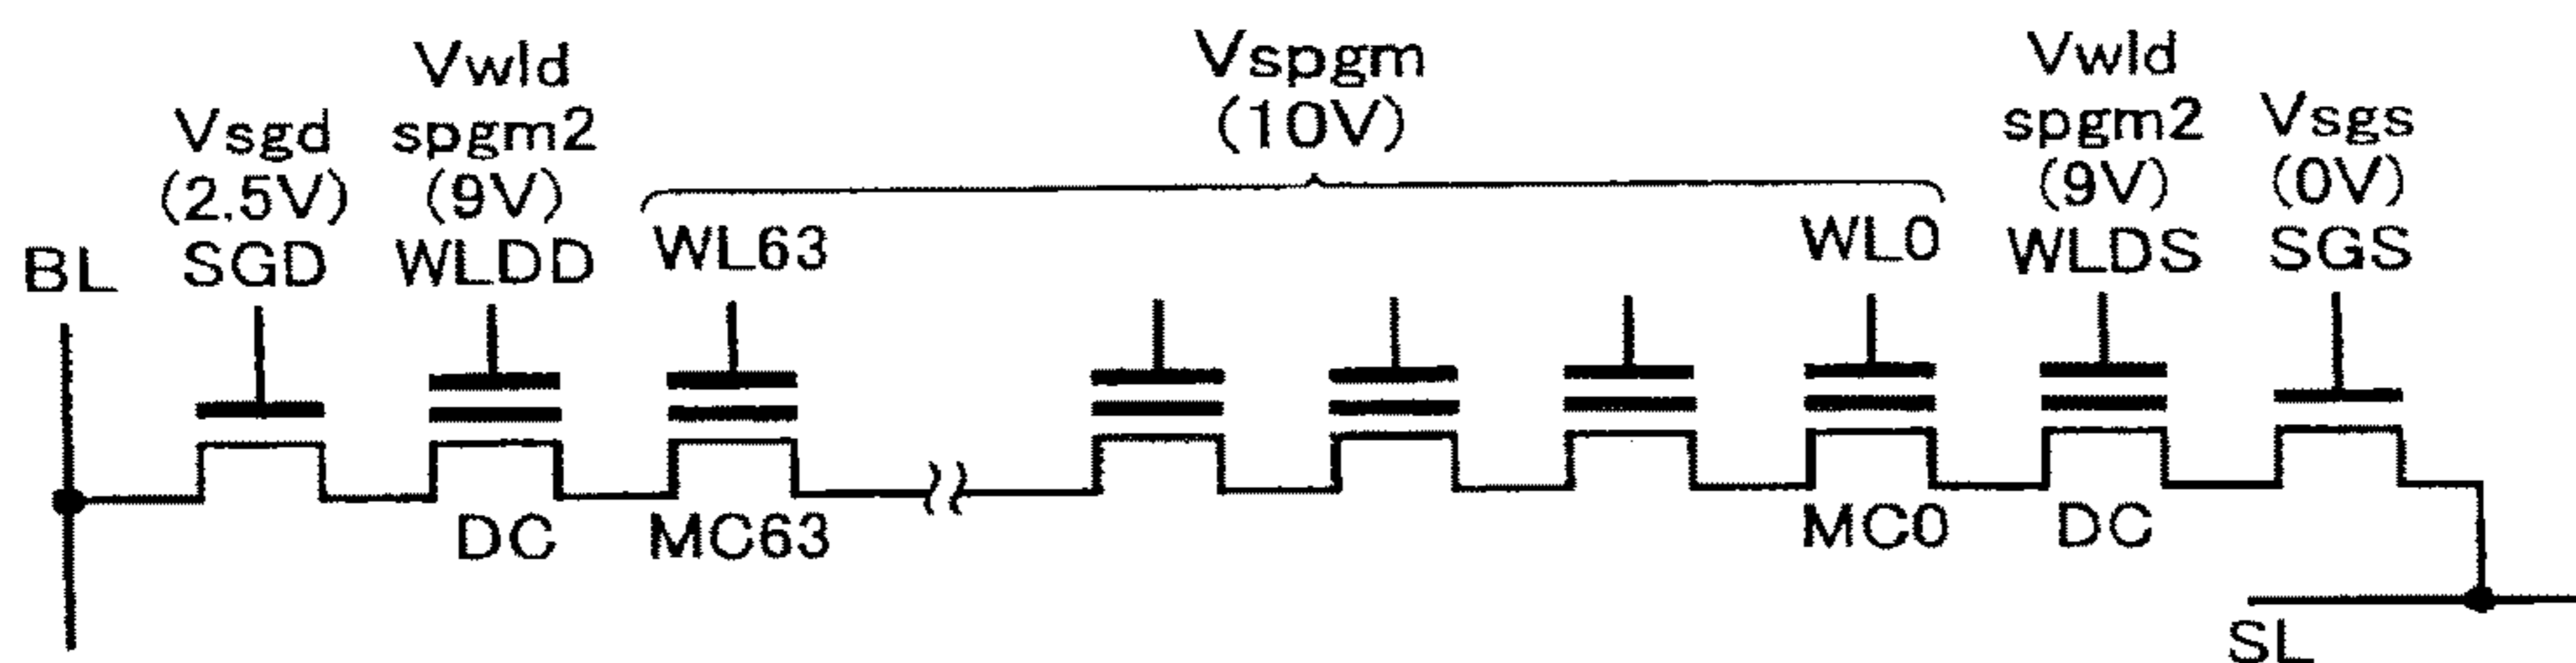 BL
Vsgd
(2.5V)
SGD
Vwld
spgm2
(9V)
WLDD
Vspgm
(10V)
WL63
WL0
Vwld
spgm2
(9V)
WLDS
Vsgs
(0V)
SGS
DC
MC63
MC0
DC
SL